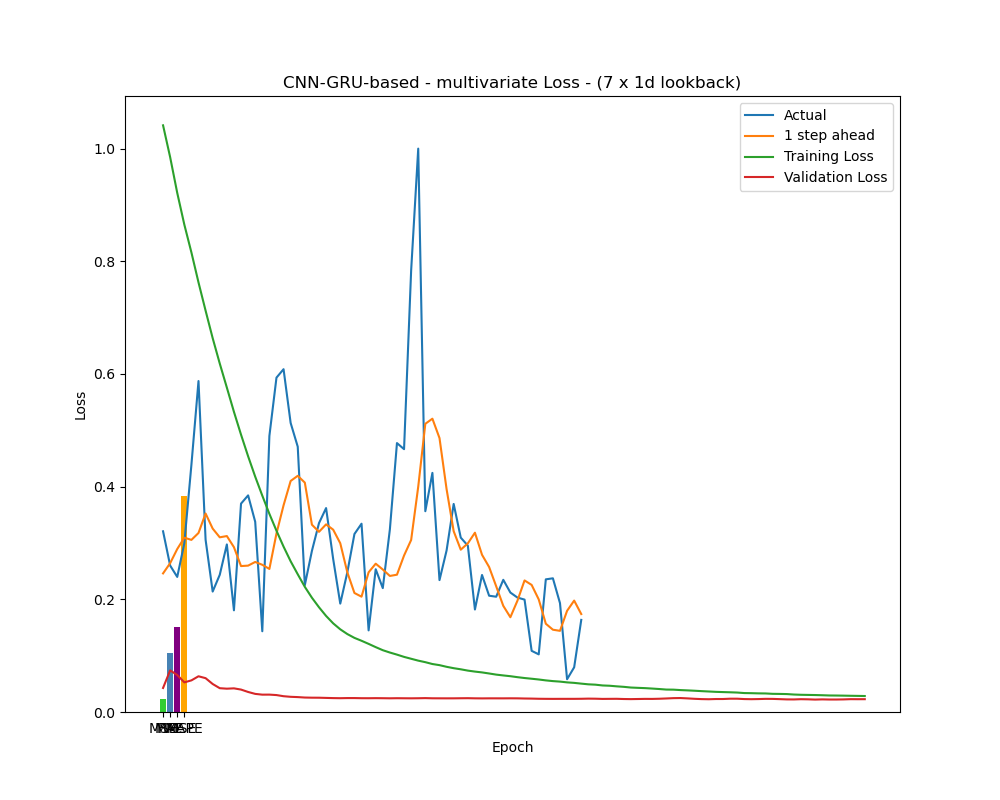 CNN-GRU-based - multivariate Loss - (7 x 1d lookback)
Actual
1 step ahead
Training Loss
Validation Loss
1.0
0.8
0.6
0.4
0.2
0.0
Loss
Epoch